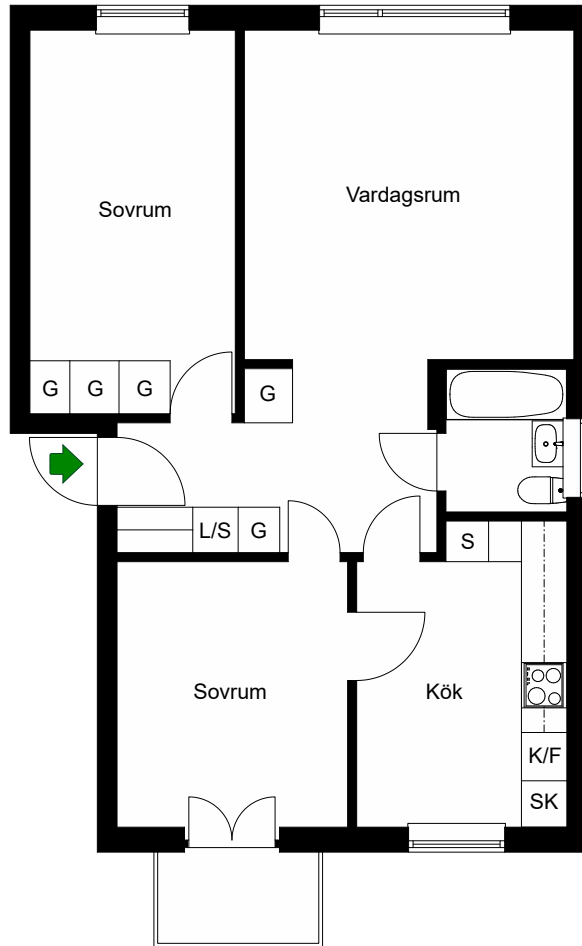 Vardagsrum
Sovrum
G G G
G
L/S G
S
Sovrum
Kök
K/F
SK